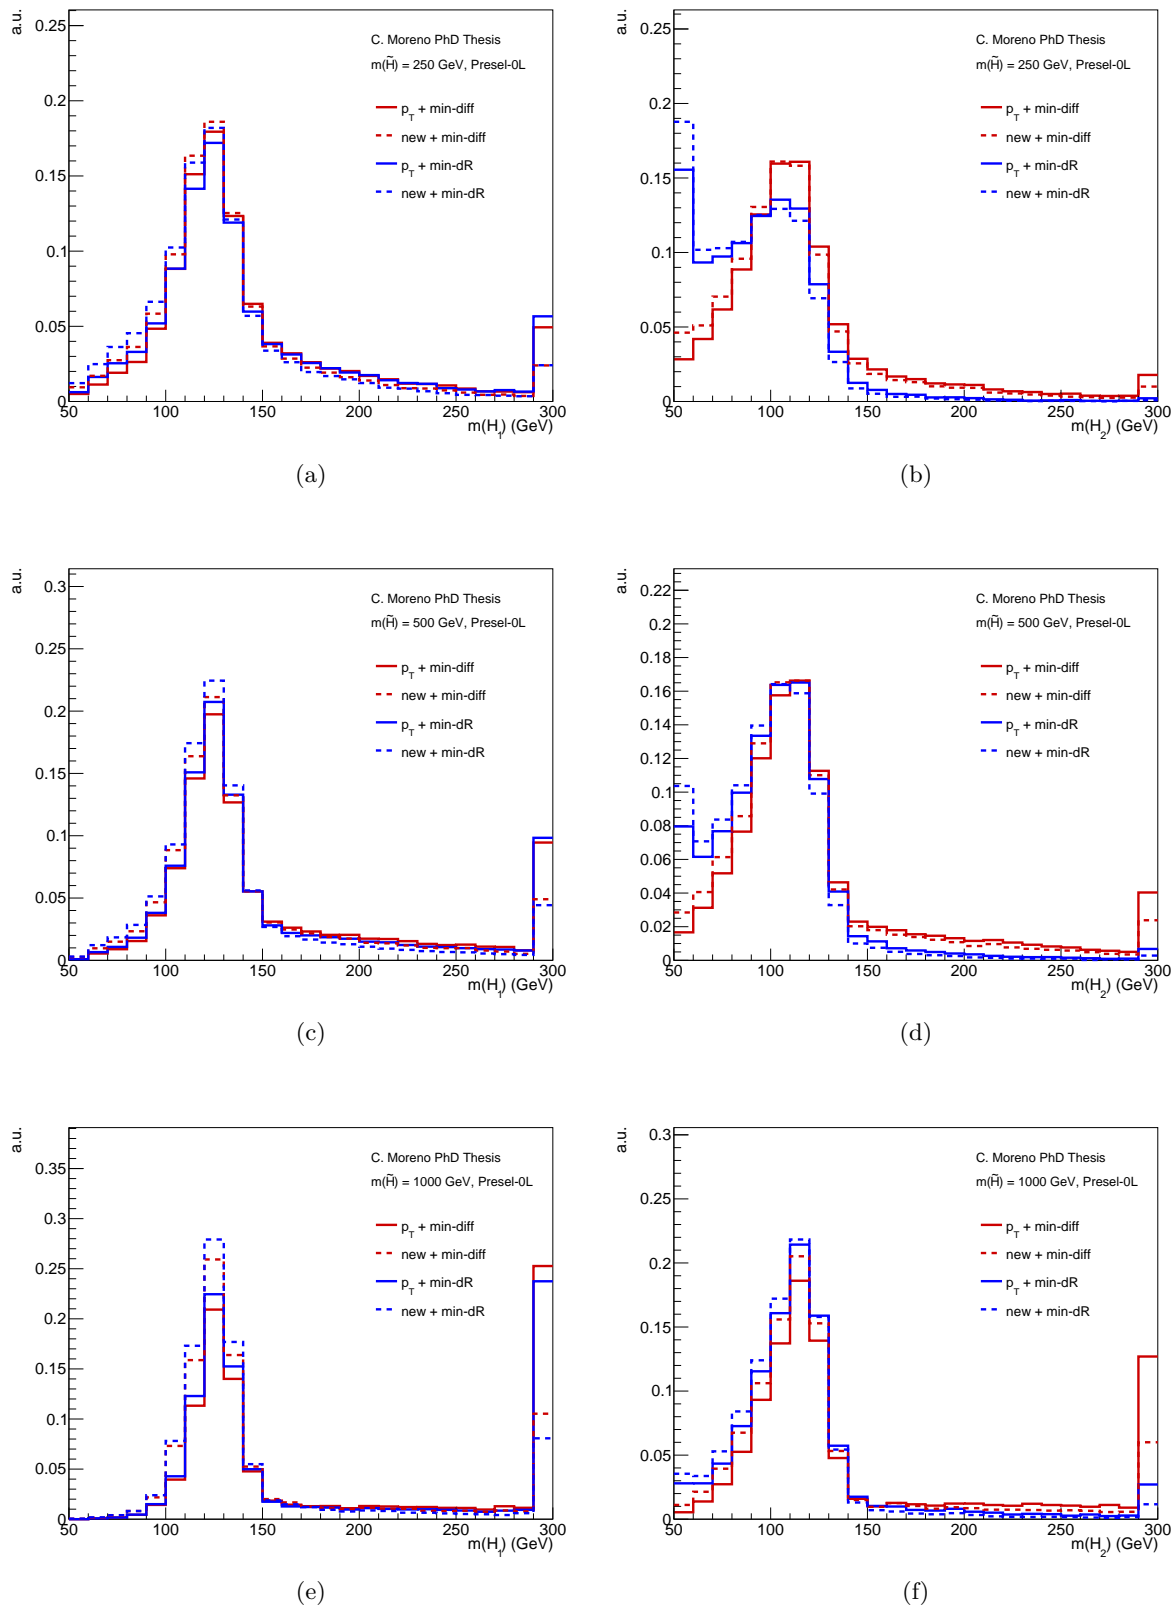 a.u.
C. Moreno PhD Thesis
m(H̃) = 250 GeV, Presel-0L
p_T + min-diff
new + min-diff
p_T + min-dR
new + min-dR
0.25
0.2
0.15
0.1
0.05
0
50 100 150 200 250 300
m(H_1) (GeV)
(a)
a.u.
C. Moreno PhD Thesis
m(H̃) = 250 GeV, Presel-0L
p_T + min-diff
new + min-diff
p_T + min-dR
new + min-dR
0.25
0.2
0.15
0.1
0.05
0
50 100 150 200 250 300
m(H_2) (GeV)
(b)
a.u.
C. Moreno PhD Thesis
m(H̃) = 500 GeV, Presel-0L
p_T + min-diff
new + min-diff
p_T + min-dR
new + min-dR
0.3
0.25
0.2
0.15
0.1
0.05
0
50 100 150 200 250 300
m(H_1) (GeV)
(c)
a.u.
C. Moreno PhD Thesis
m(H̃) = 500 GeV, Presel-0L
p_T + min-diff
new + min-diff
p_T + min-dR
new + min-dR
0.22
0.2
0.18
0.16
0.14
0.12
0.1
0.08
0.06
0.04
0.02
0
50 100 150 200 250 300
m(H_2) (GeV)
(d)
a.u.
C. Moreno PhD Thesis
m(H̃) = 1000 GeV, Presel-0L
p_T + min-diff
new + min-diff
p_T + min-dR
new + min-dR
0.35
0.3
0.25
0.2
0.15
0.1
0.05
0
50 100 150 200 250 300
m(H_1) (GeV)
(e)
a.u.
C. Moreno PhD Thesis
m(H̃) = 1000 GeV, Presel-0L
p_T + min-diff
new + min-diff
p_T + min-dR
new + min-dR
0.3
0.25
0.2
0.15
0.1
0.05
0
50 100 150 200 250 300
m(H_2) (GeV)
(f)